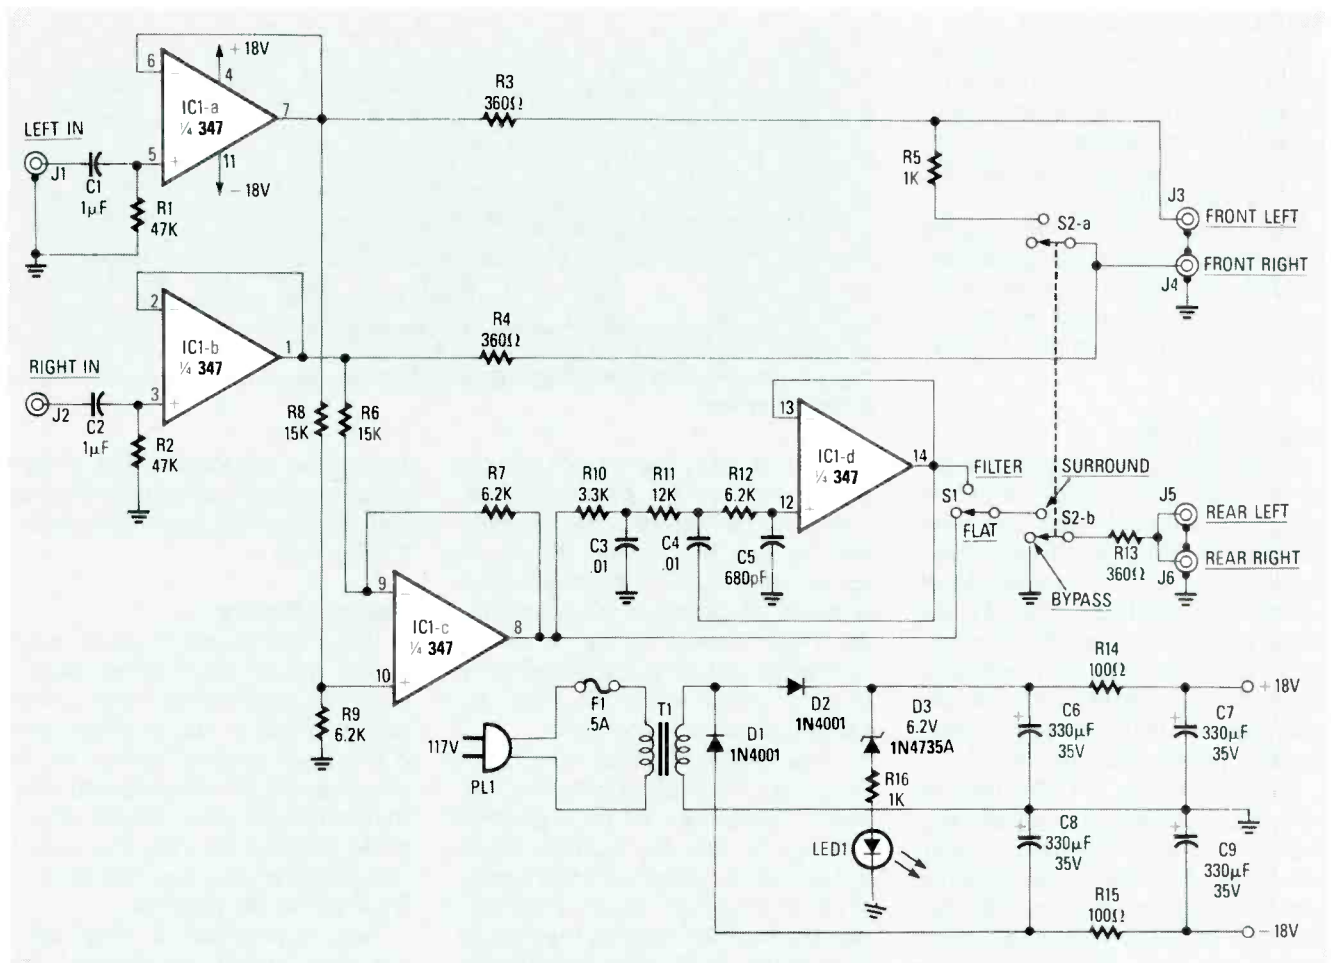 +18V
6
4
IC1-a
¼ 347
7
LEFT IN
J1
C1
1µF
5
11
−18V
R1
47K
R3
360Ω
R5
1K
S2-a
J3
FRONT LEFT
FRONT RIGHT
J4
2
IC1-b
¼ 347
1
RIGHT IN
J2
C2
1µF
3
R2
47K
R4
360Ω
R8
15K
R6
15K
R7
6.2K
R10
3.3K
R11
12K
R12
6.2K
13
IC1-d
¼ 347
14
12
C3
.01
C4
.01
C5
680pF
FILTER
S1
FLAT
SURROUND
S2-b
BYPASS
R13
360Ω
J5
REAR LEFT
REAR RIGHT
J6
9
IC1-c
¼ 347
8
10
R9
6.2K
117V
PL1
F1
.5A
T1
D1
1N4001
D2
1N4001
D3
6.2V
1N4735A
R16
1K
LED1
C6
330µF
35V
R14
100Ω
C7
330µF
35V
+18V
C8
330µF
35V
C9
330µF
35V
R15
100Ω
−18V